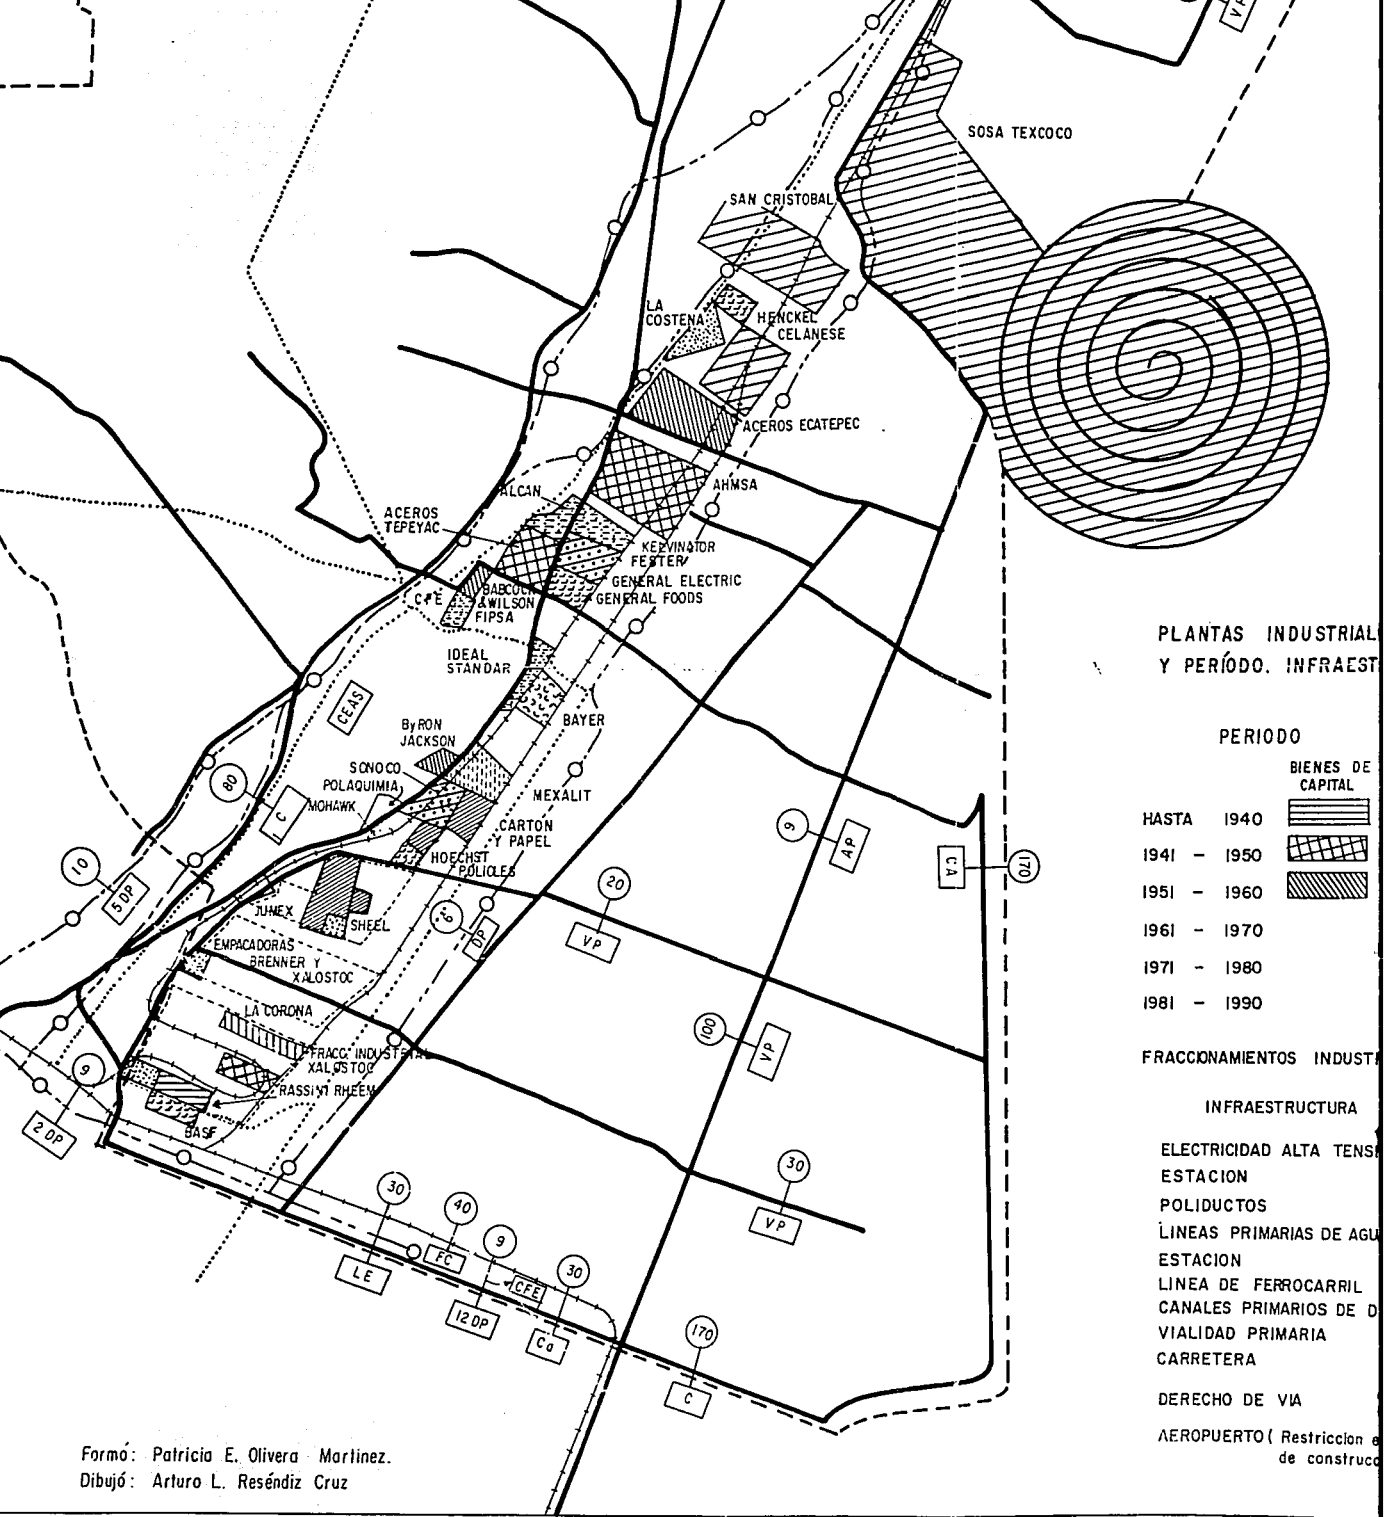 VP
SOSA TEXCOCO
SAN CRISTOBAL
LA
COSTENA
HENCKEL
CELANESE
ACEROS ECATEPEC
AHMSA
ALCAN
ACEROS
TEPEYAC
KELVINATOR
FESTER
GENERAL ELECTRIC
GENERAL FOODS
CFE
BABCOCK
&WILSON
FIPSA
IDEAL
STANDAR
CEAS
BAYER
ByRON
JACKSON
SONOCO
POLAQUIMIA
MOHAWK
MEXALIT
CARTON
Y PAPEL
HOECHST
POLIOLES
80
C
10
5 DP
JUMEX
SHEEL
EMPACADORAS
BRENNER Y
XALOSTOC
LA CORONA
FRACC. INDUSTRIAL
XALOSTOC
RASSINI RHEEM
BASF
9
2 DP
DP
20
VP
9
AP
CA
170
100
VP
30
VP
30
LE
40
FC
9
12 DP
CFE
30
Ca
170
C
PLANTAS INDUSTRIAL
Y PERÍODO. INFRAEST
PERIODO
BIENES DE
CAPITAL
HASTA 1940
1941 - 1950
1951 - 1960
1961 - 1970
1971 - 1980
1981 - 1990
FRACCIONAMIENTOS INDUST
INFRAESTRUCTURA
ELECTRICIDAD ALTA TENS
ESTACION
POLIDUCTOS
LINEAS PRIMARIAS DE AGU
ESTACION
LINEA DE FERROCARRIL
CANALES PRIMARIOS DE D
VIALIDAD PRIMARIA
CARRETERA
DERECHO DE VIA
AEROPUERTO ( Restriccion e
de construcc
Formó: Patricia E. Olivera Martinez.
Dibujó: Arturo L. Reséndiz Cruz